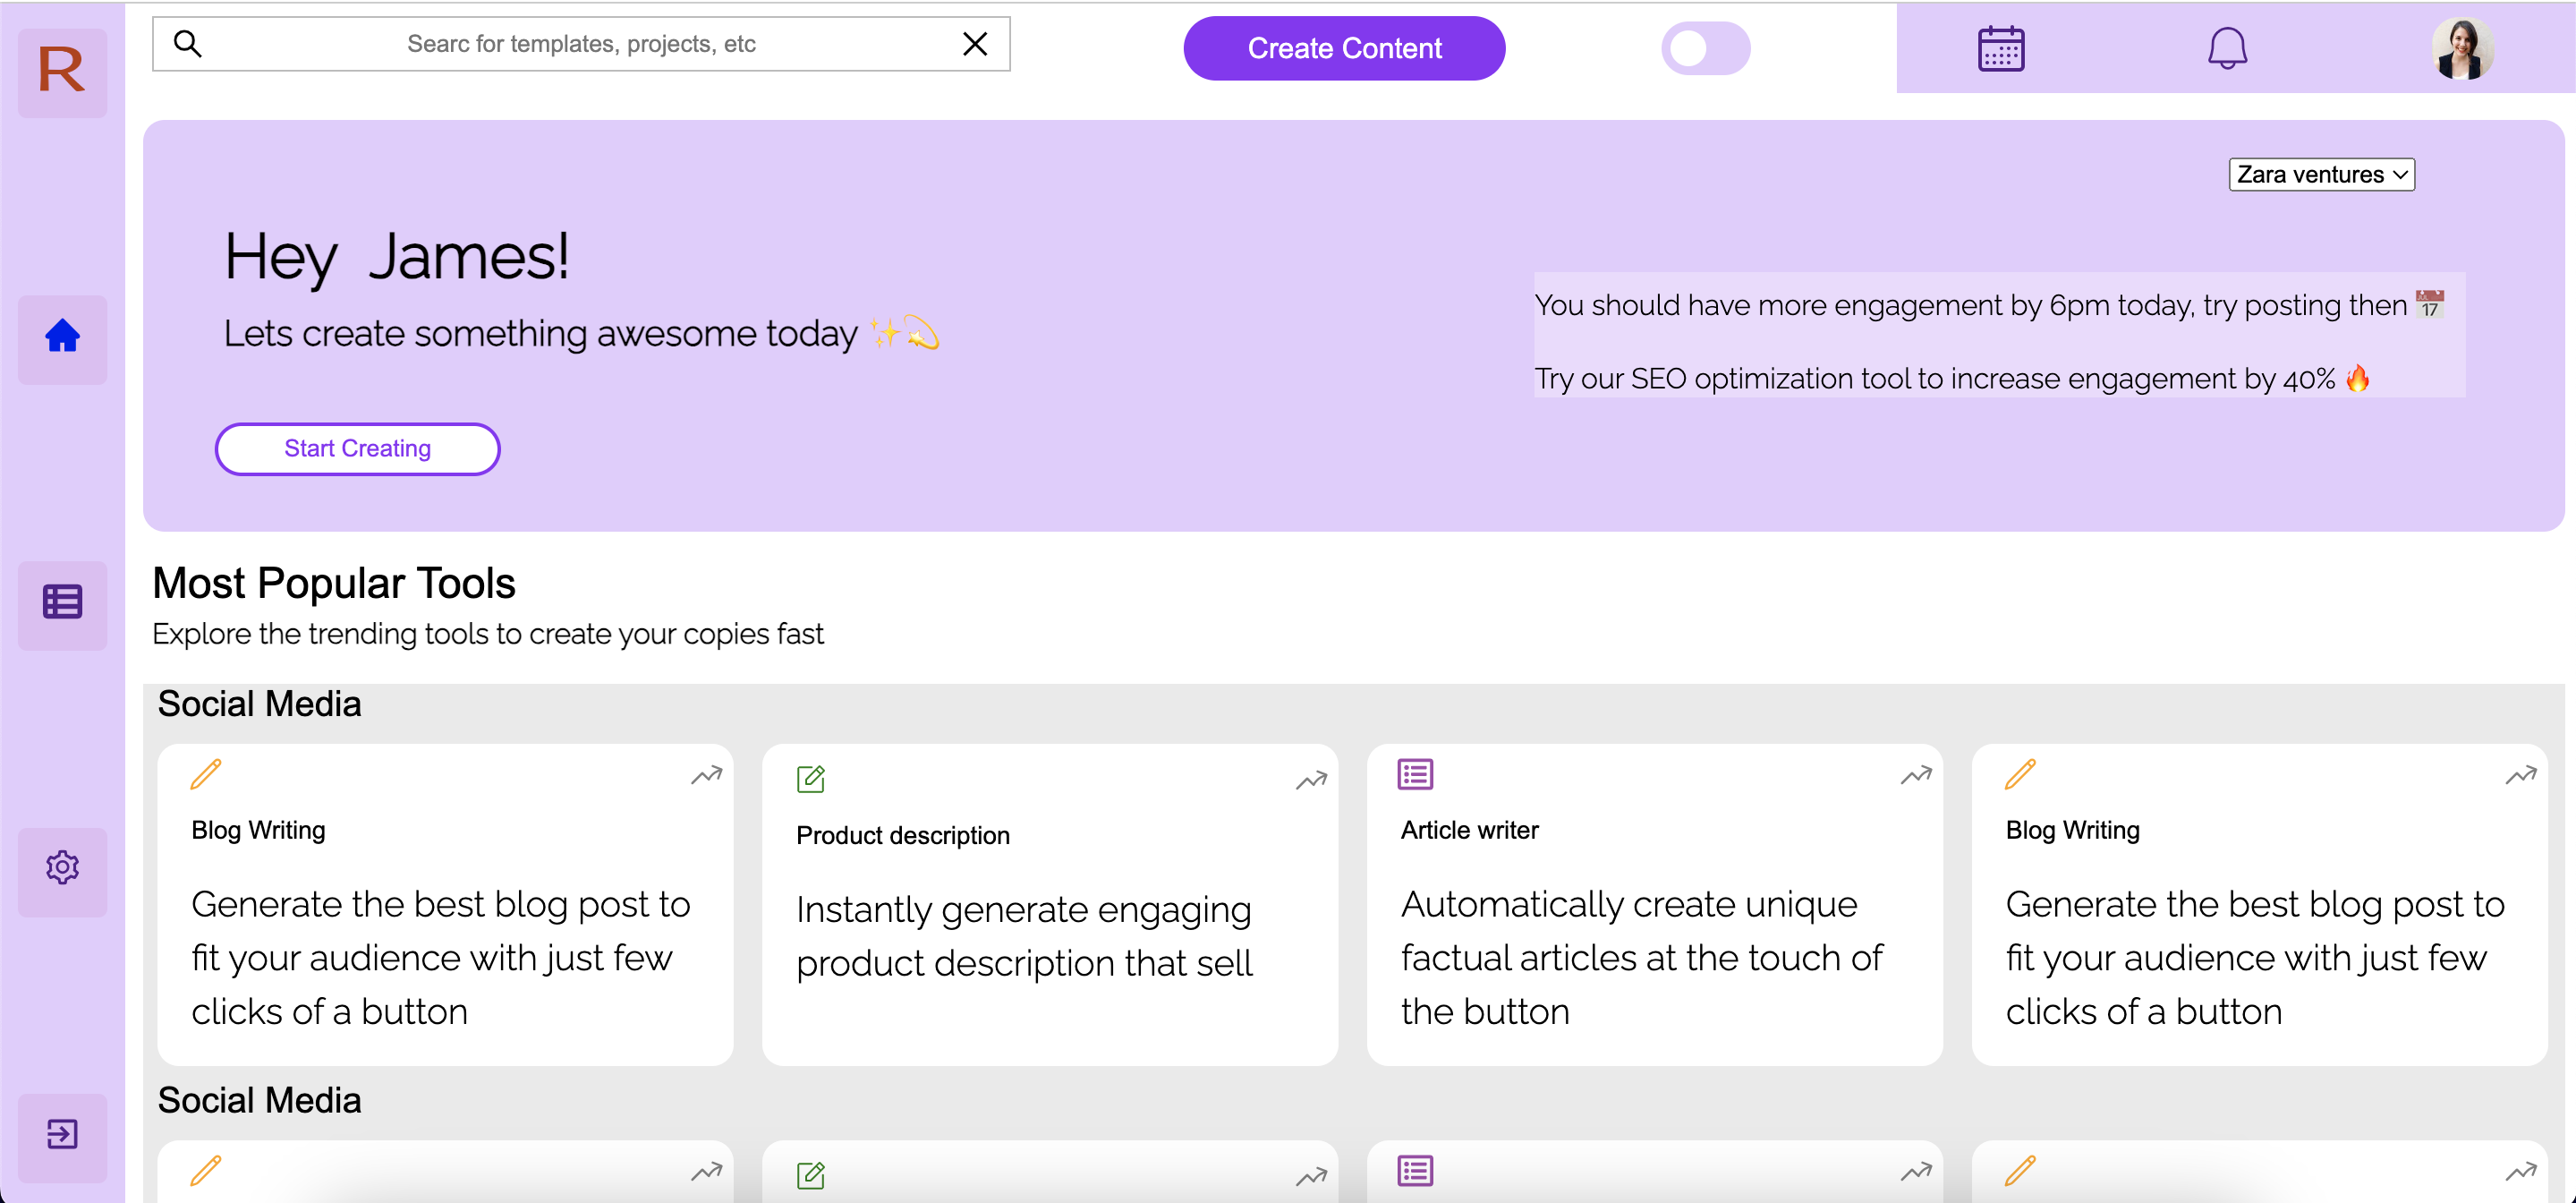 R
Searc for templates, projects, etc
Create Content
Zara ventures
Hey James!
Lets create something awesome today ✨💫
You should have more engagement by 6pm today, try posting then 📅
Try our SEO optimization tool to increase engagement by 40% 🔥
Start Creating
Most Popular Tools
Explore the trending tools to create your copies fast
Social Media
Blog Writing
Generate the best blog post to
fit your audience with just few
clicks of a button
Product description
Instantly generate engaging
product description that sell
Article writer
Automatically create unique
factual articles at the touch of
the button
Blog Writing
Generate the best blog post to
fit your audience with just few
clicks of a button
Social Media